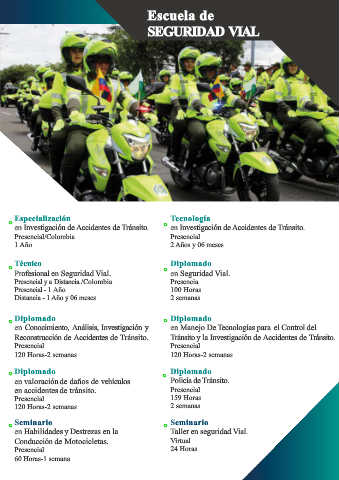 Escuela de
SEGURIDAD VIAL
Especialización
en Investigación de Accidentes de Tránsito.
Presencial/Colombia
1 Año
Técnico
Profesional en Seguridad Vial.
Presencial y a Distancia /Colombia
Presencial - 1 Año
Distancia - 1 Año y 06 meses
Diplomado
en Conocimiento, Análisis, Investigación y
Reconstrucción de Accidentes de Tránsito.
Presencial
120 Horas-2 semanas
Diplomado
en valoración de daños de vehículos
en accidentes de tránsito.
Presencial
120 Horas-2 semanas
Seminario
en Habilidades y Destrezas en la
Conducción de Motocicletas.
Presencial
60 Horas-1 semana
Tecnología
en Investigación de Accidentes de Tránsito.
Presencial
2 Años y 06 meses
Diplomado
en Seguridad Vial.
Presencia
100 Horas
2 semanas
Diplomado
en Manejo De Tecnologías para el Control del
Tránsito y la Investigación de Accidentes de Tránsito.
Presencial
120 Horas-2 semanas
Diplomado
Policía de Tránsito.
Presencial
159 Horas
2 semanas
Seminario
Taller en seguridad Vial.
Virtual
24 Horas